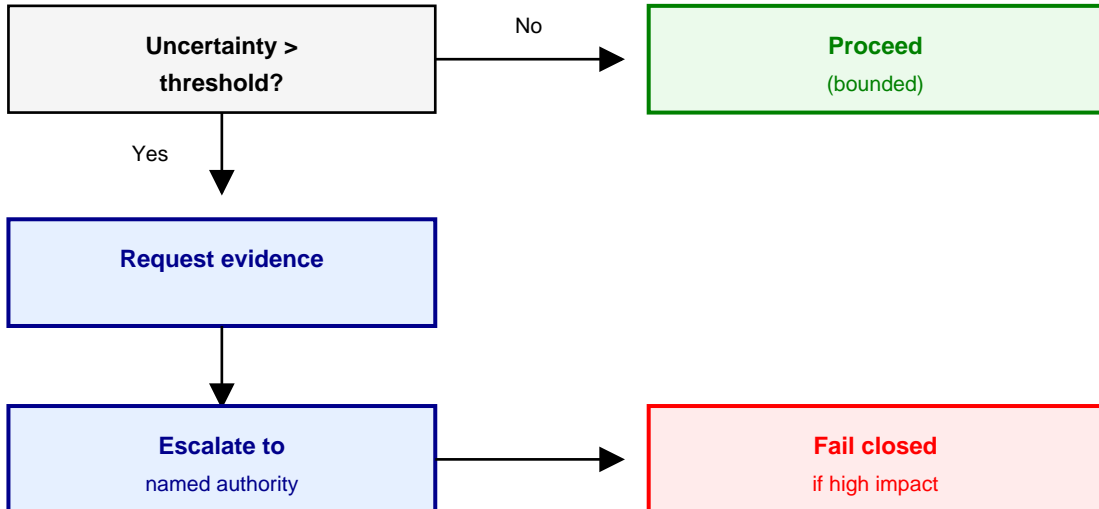 Uncertainty >
threshold?
No
Proceed
(bounded)
Yes
Request evidence
Escalate to
named authority
Fail closed
if high impact